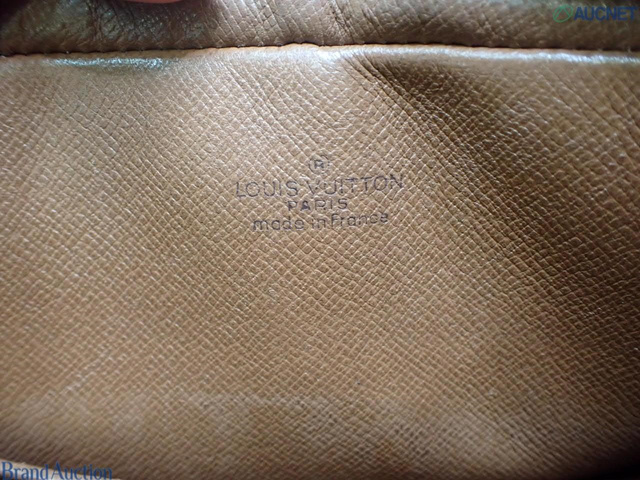 AUCNET
®
LOUIS VUITTON
PARIS
made in France
Brand Auction